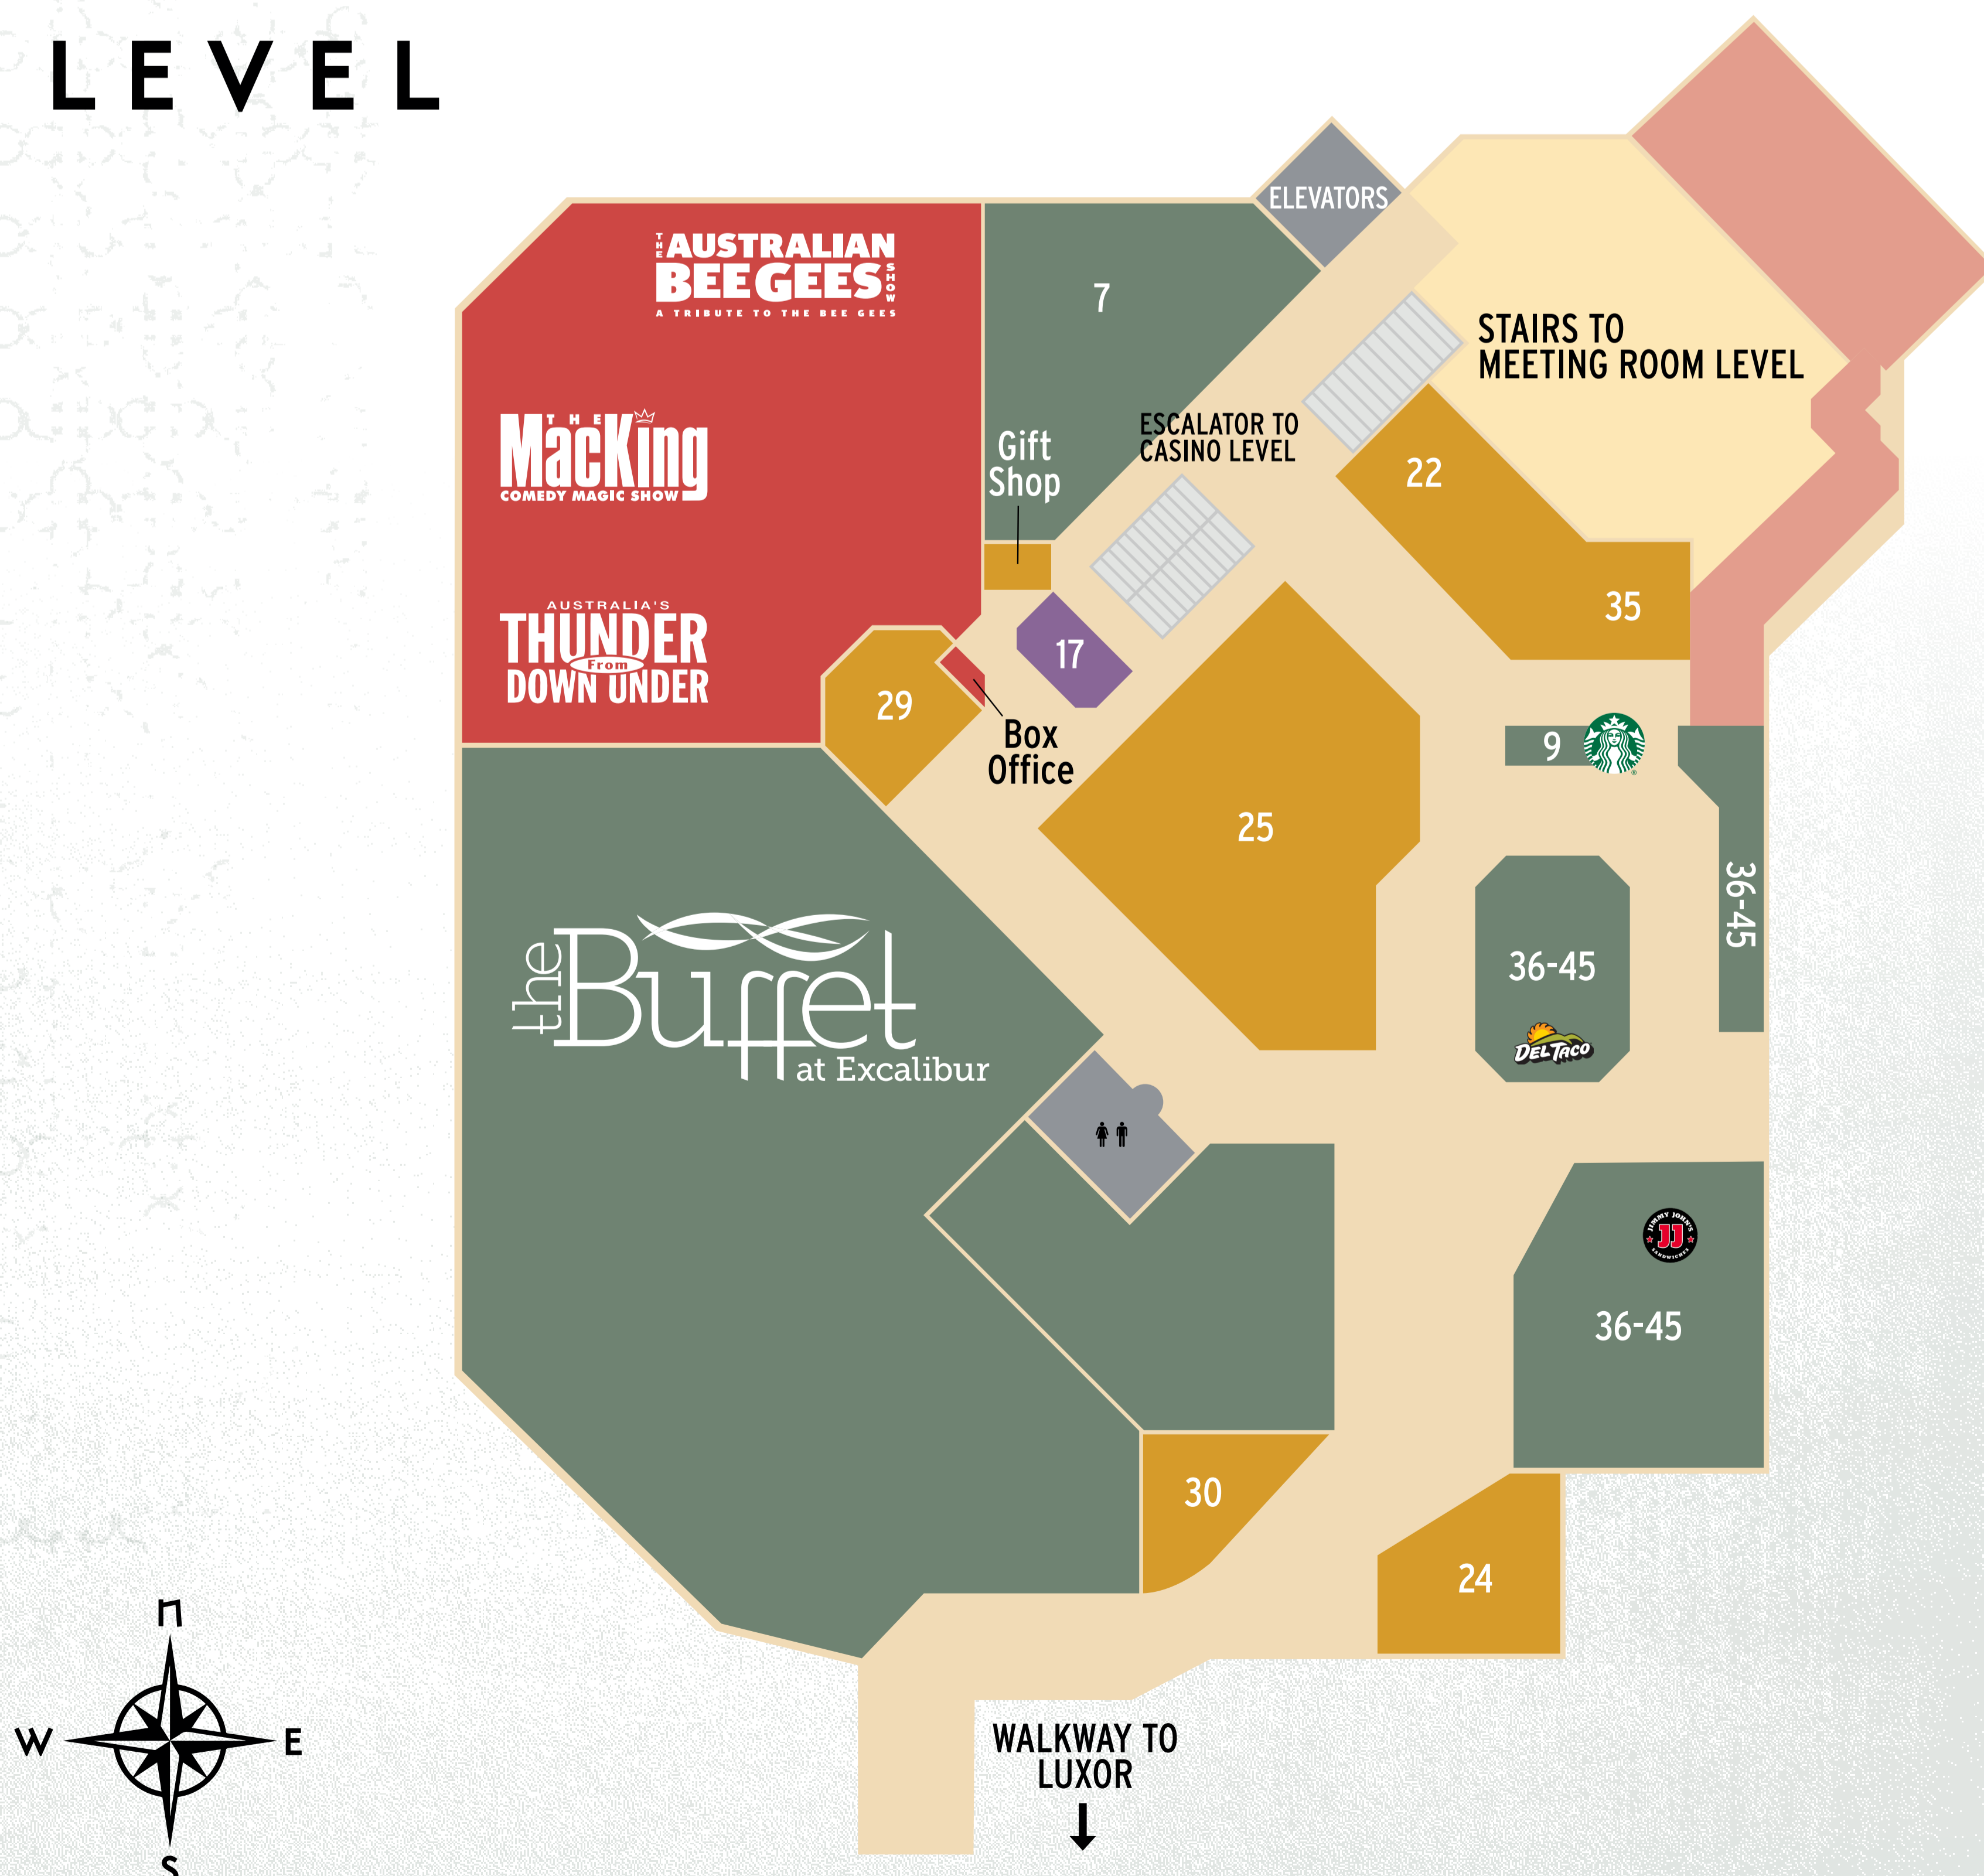 LEVEL
ELEVATORS
THE AUSTRALIAN
BEE GEES SHOW
A TRIBUTE TO THE BEE GEES
7
STAIRS TO
MEETING ROOM LEVEL
THE
MacKing
COMEDY MAGIC SHOW
Gift
Shop
ESCALATOR TO
CASINO LEVEL
22
35
AUSTRALIA'S
THUNDER
From
DOWN UNDER
17
29
Box
Office
9
25
36-45
36-45
DEL TACO
the Buffet
at Excalibur
JIMMY JOHN'S
JJ
SANDWICHES
36-45
30
24
N
W
E
S
WALKWAY TO
LUXOR